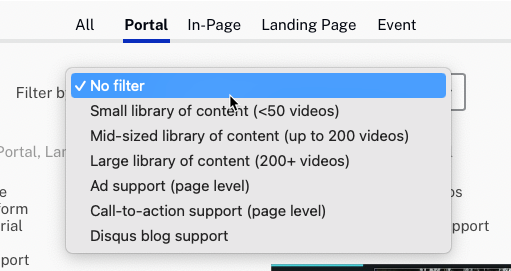 All Portal In-Page Landing Page Event
Filter b
✓ No filter
Small library of content (<50 videos)
Mid-sized library of content (up to 200 videos)
Large library of content (200+ videos)
Ad support (page level)
Call-to-action support (page level)
Disqus blog support
Portal, Lan
form
rial
port
pport